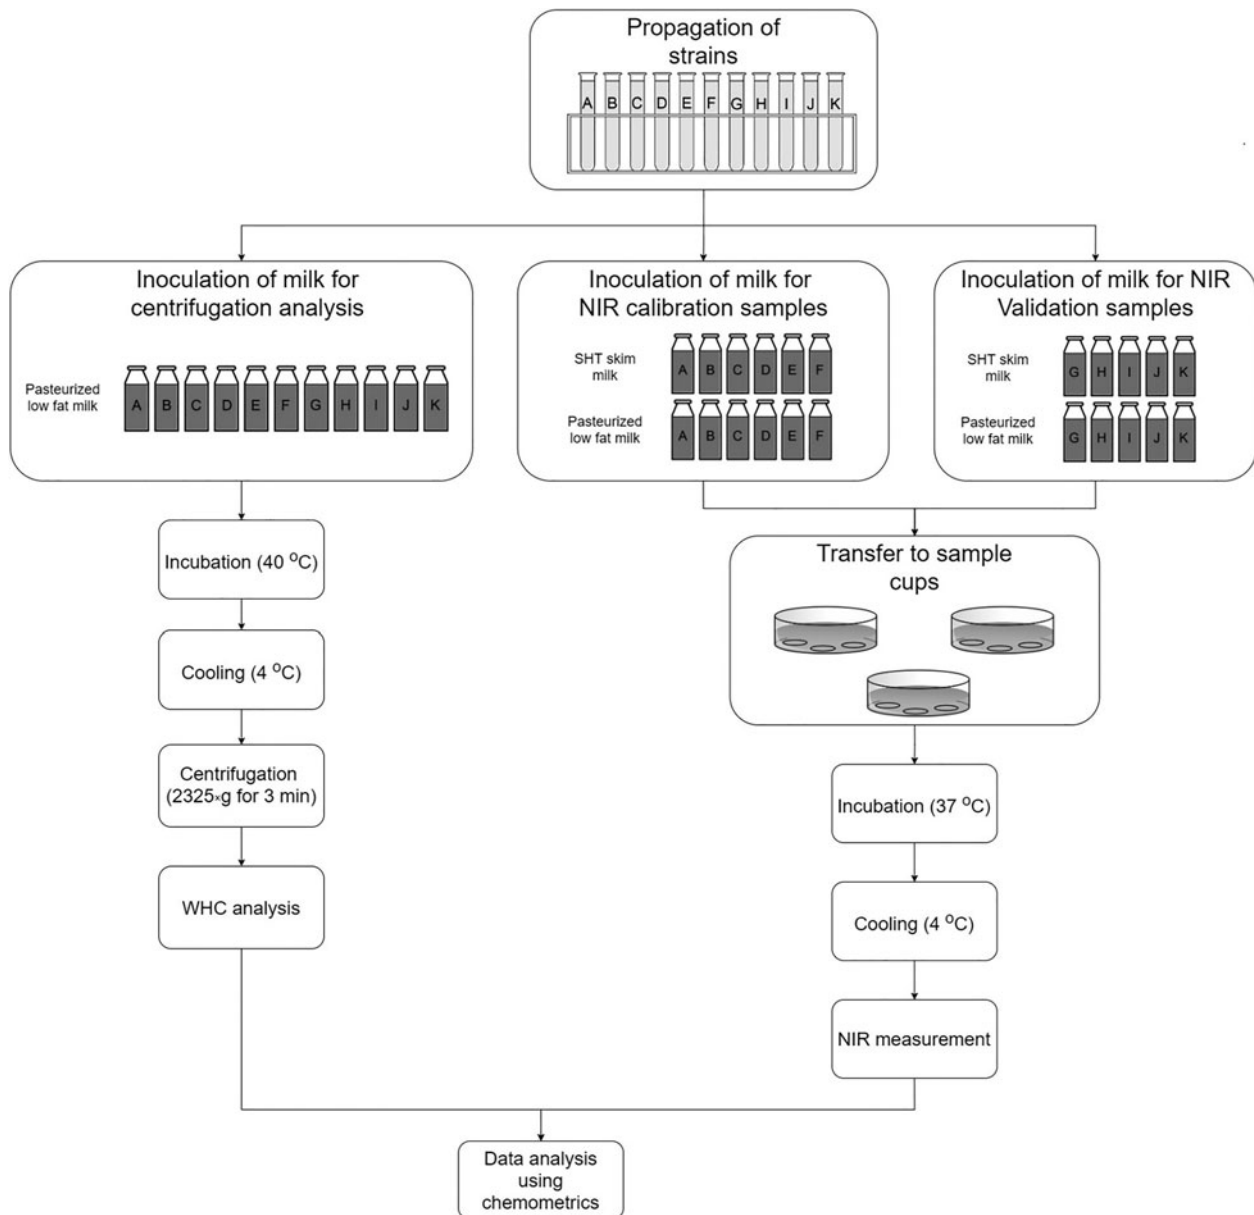 Propagation of
strains
A B C D E F G H I J K
Inoculation of milk for
centrifugation analysis
Pasteurized
low fat milk
A B C D E F G H I J K
Inoculation of milk for
NIR calibration samples
SHT skim
milk
A B C D E F
Pasteurized
low fat milk
A B C D E F
Inoculation of milk for NIR
Validation samples
SHT skim
milk
G H I J K
Pasteurized
low fat milk
G H I J K
Incubation (40 °C)
Cooling (4 °C)
Centrifugation
(2325×g for 3 min)
WHC analysis
Transfer to sample
cups
Incubation (37 °C)
Cooling (4 °C)
NIR measurement
Data analysis
using
chemometrics